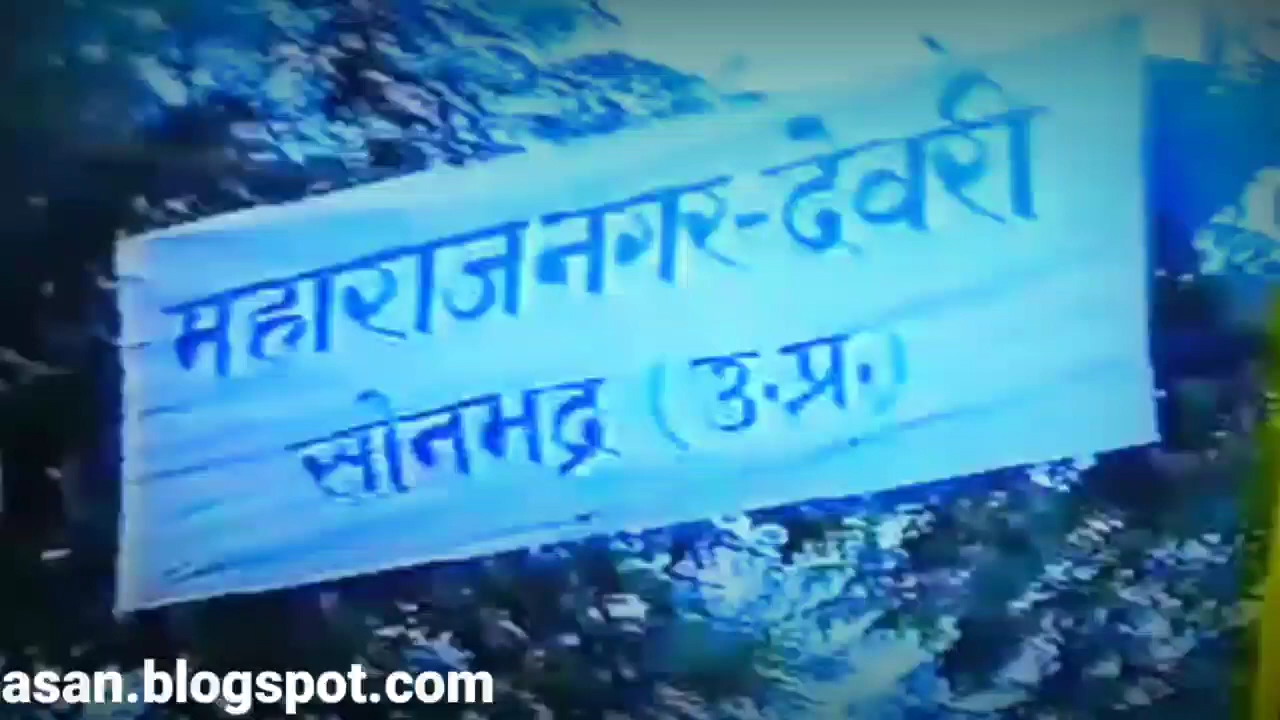 महाराजनगर-देवरी
सोनभद्र (उ.प्र.)
asan.blogspot.com